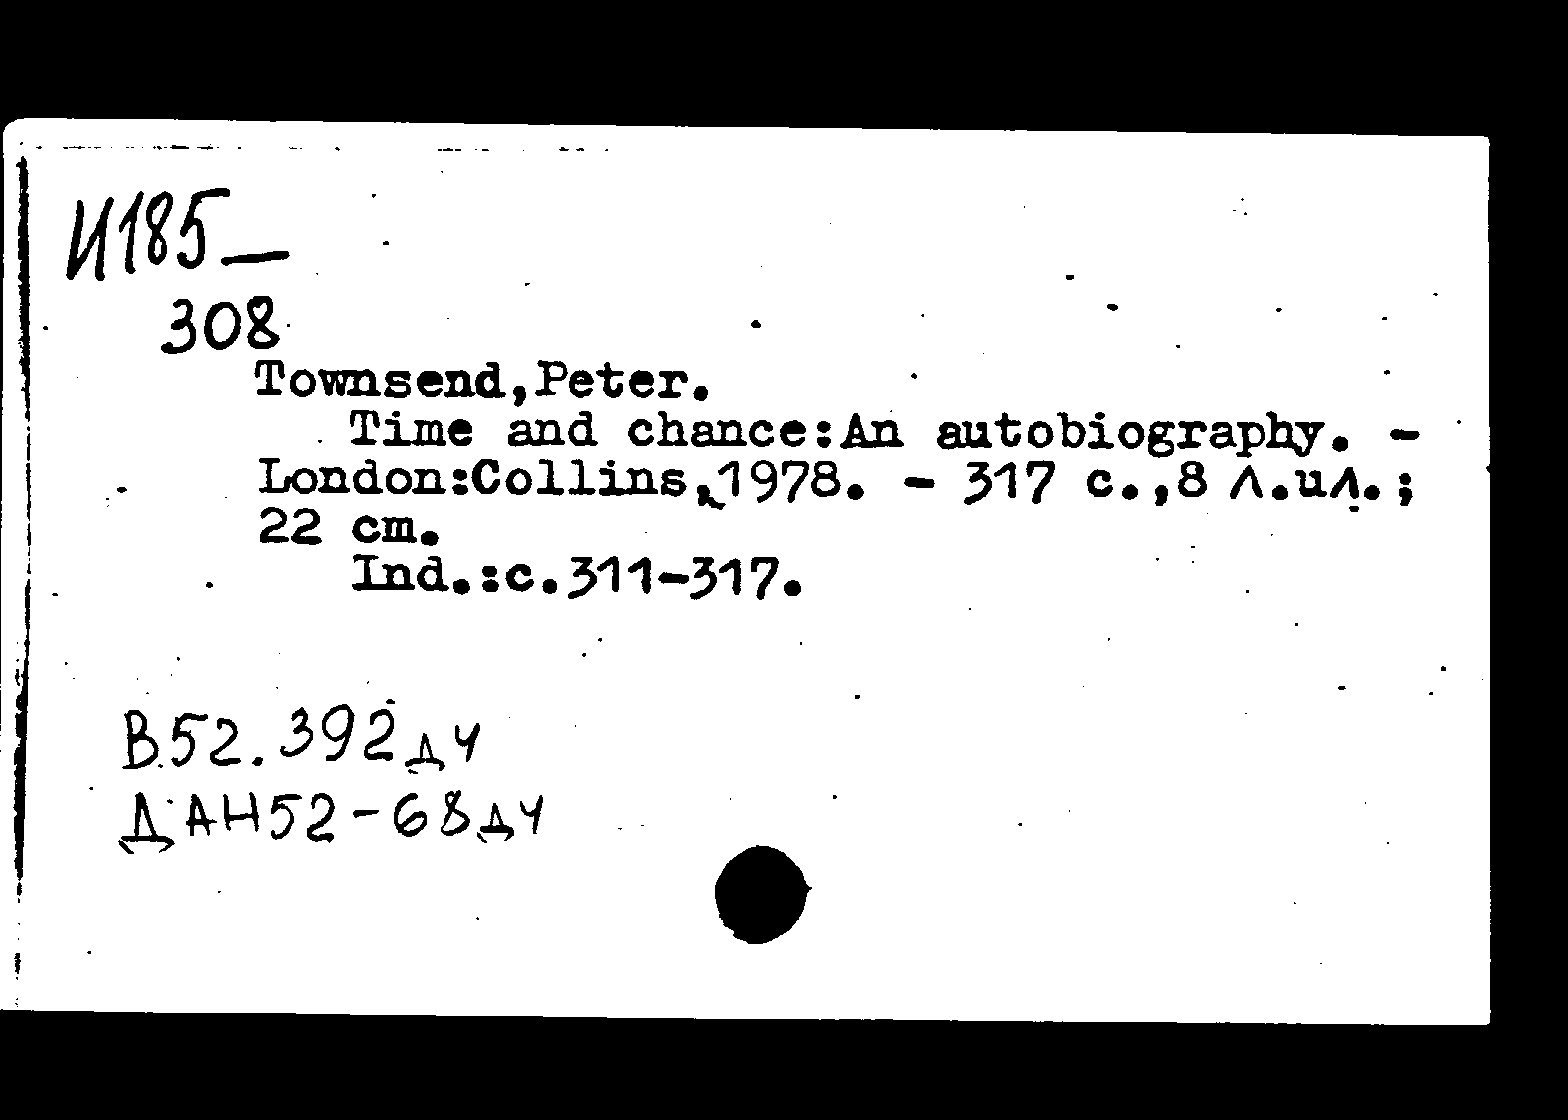 И185—
308
Townsend,Peter.
Time and chance:An autobiography. -
London:Collins,1978. - 317 c.,8 л.ил.;
22 cm.
Ind.:c.311-317.
В52.392дч
ДАН52-68дч